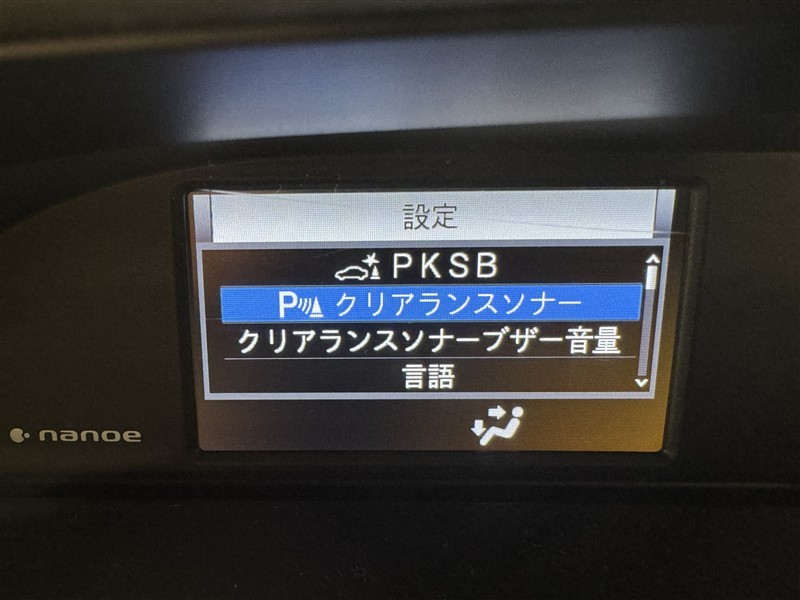 設定
PKSB
P クリアランスソナー
クリアランスソナーブザー音量
言語
nanoe